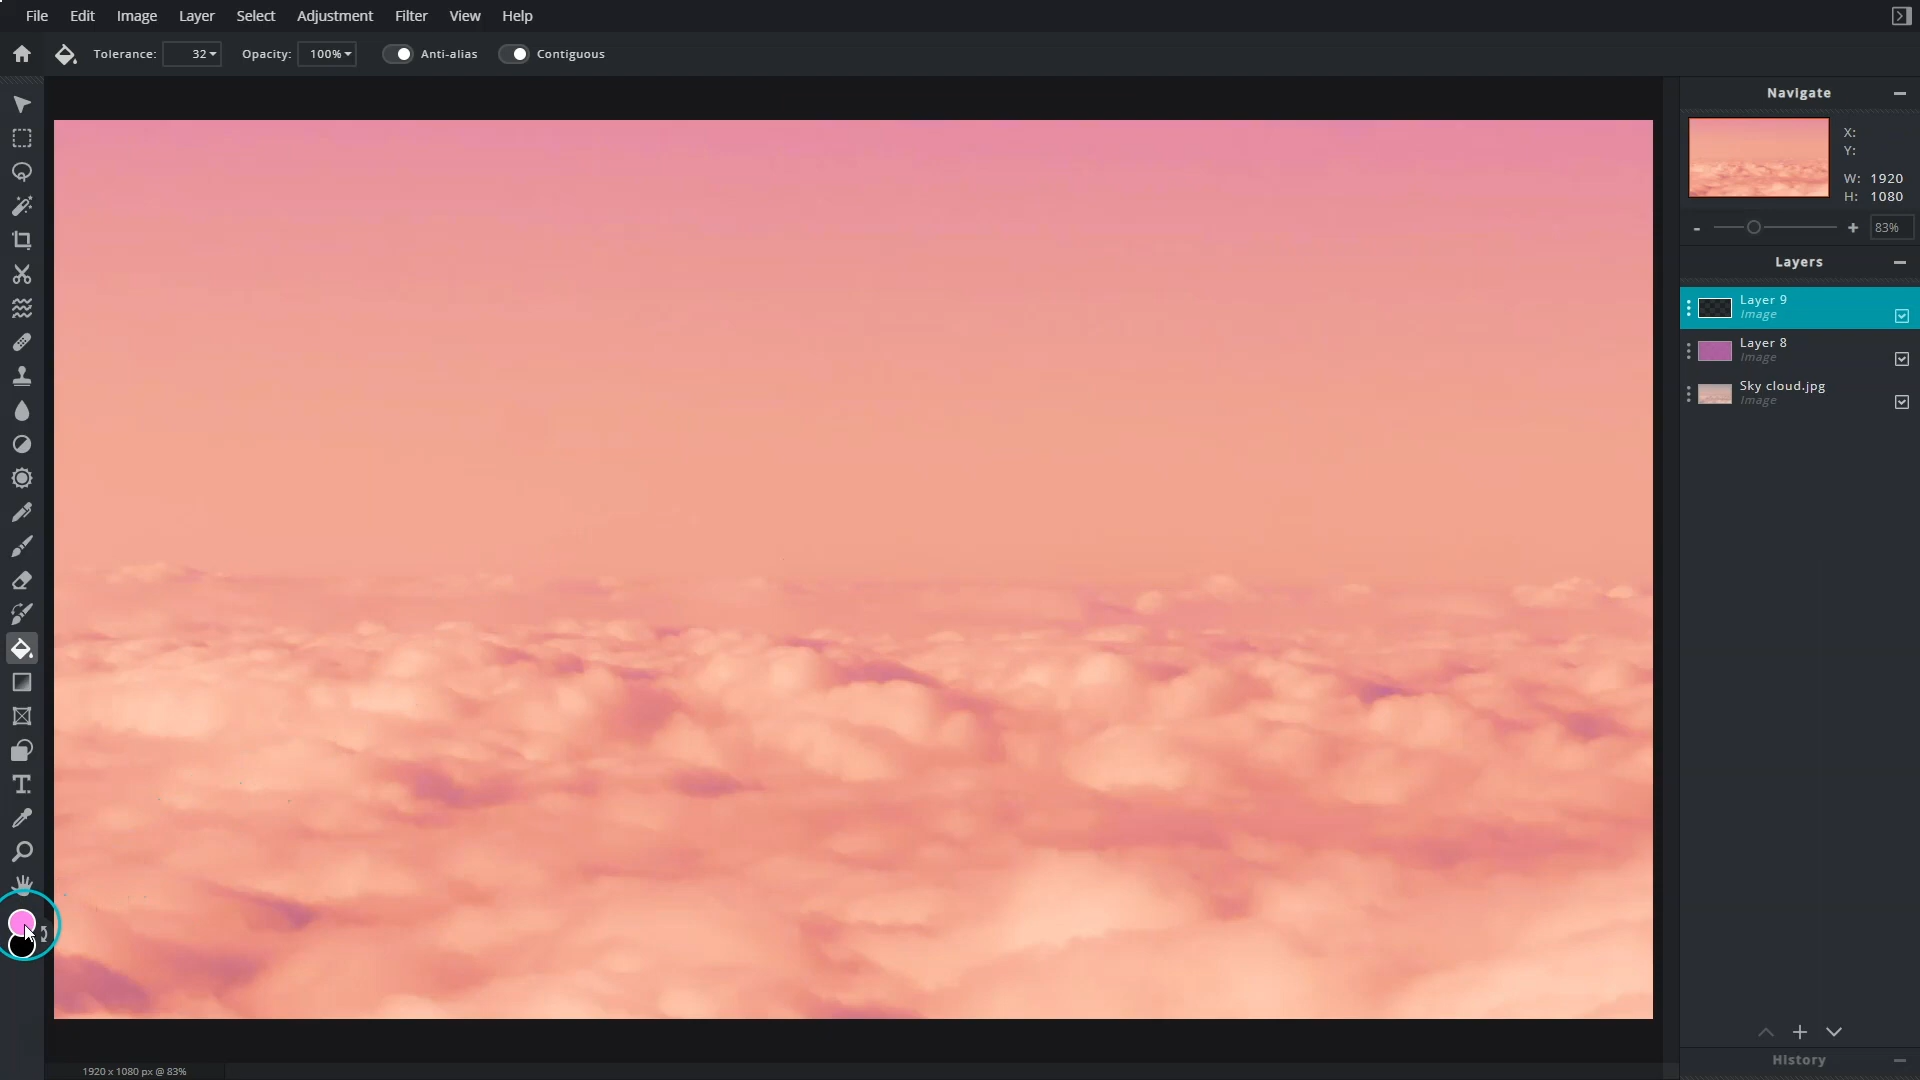 File Edit Image Layer Select Adjustment Filter View Help
Tolerance: 32 Opacity: 100% Anti-alias Contiguous
Navigate
X:
Y:
W: 1920
H: 1080
- + 83%
Layers
Layer 9
Image
Layer 8
Image
Sky cloud.jpg
Image
History
1920 x 1080 px @ 83%